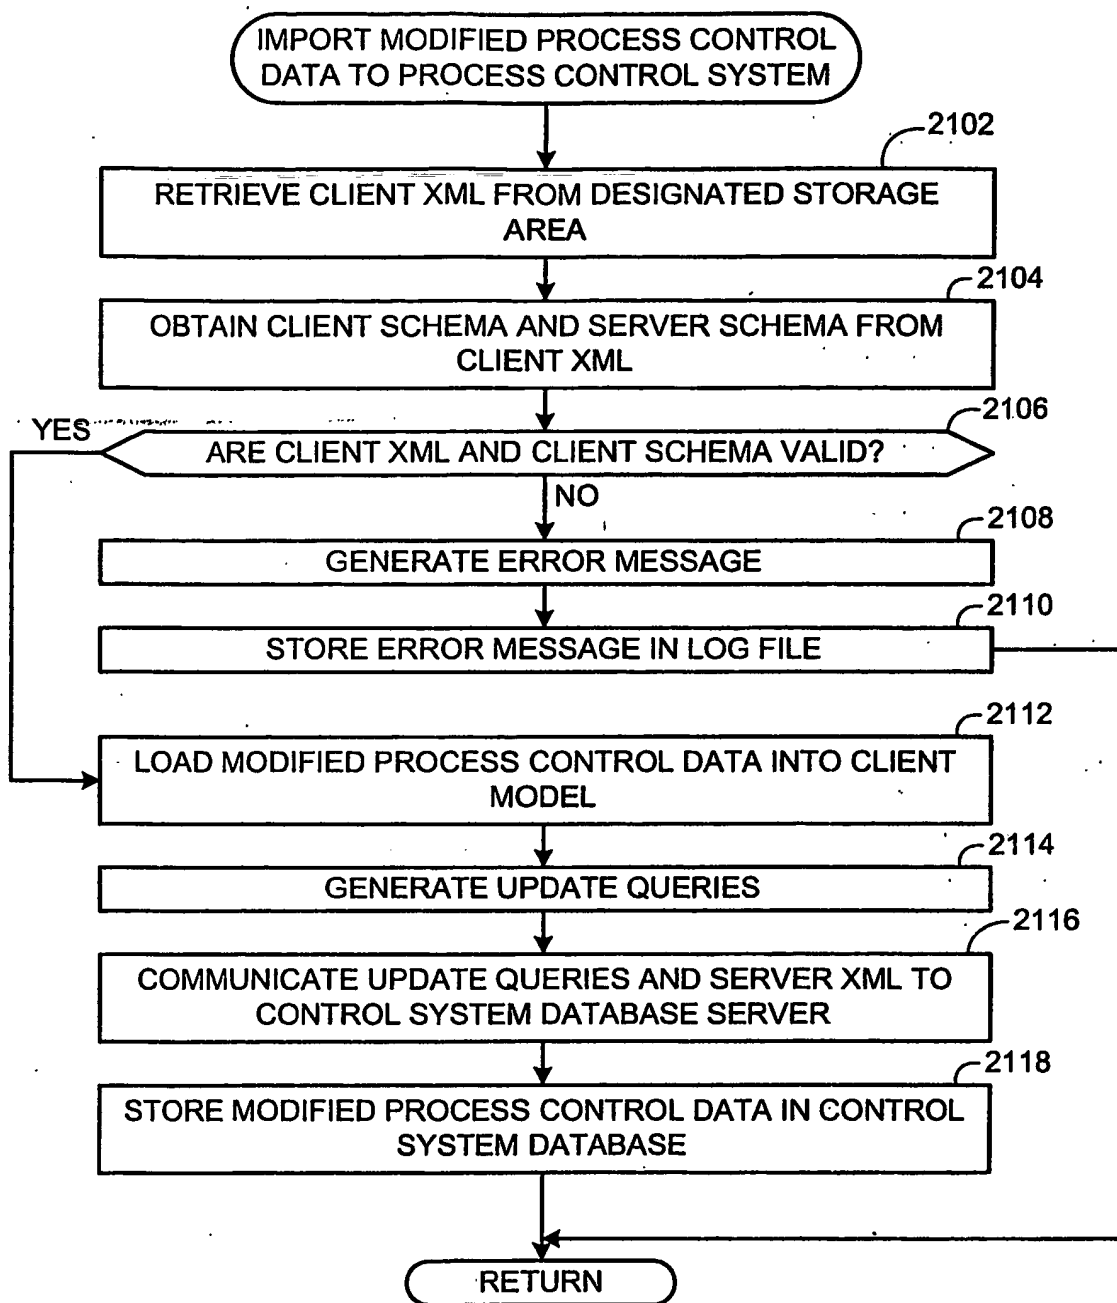 IMPORT MODIFIED PROCESS CONTROL
DATA TO PROCESS CONTROL SYSTEM
2102
RETRIEVE CLIENT XML FROM DESIGNATED STORAGE
AREA
2104
OBTAIN CLIENT SCHEMA AND SERVER SCHEMA FROM
CLIENT XML
2106
YES
ARE CLIENT XML AND CLIENT SCHEMA VALID?
NO
2108
GENERATE ERROR MESSAGE
2110
STORE ERROR MESSAGE IN LOG FILE
2112
LOAD MODIFIED PROCESS CONTROL DATA INTO CLIENT
MODEL
2114
GENERATE UPDATE QUERIES
2116
COMMUNICATE UPDATE QUERIES AND SERVER XML TO
CONTROL SYSTEM DATABASE SERVER
2118
STORE MODIFIED PROCESS CONTROL DATA IN CONTROL
SYSTEM DATABASE
RETURN